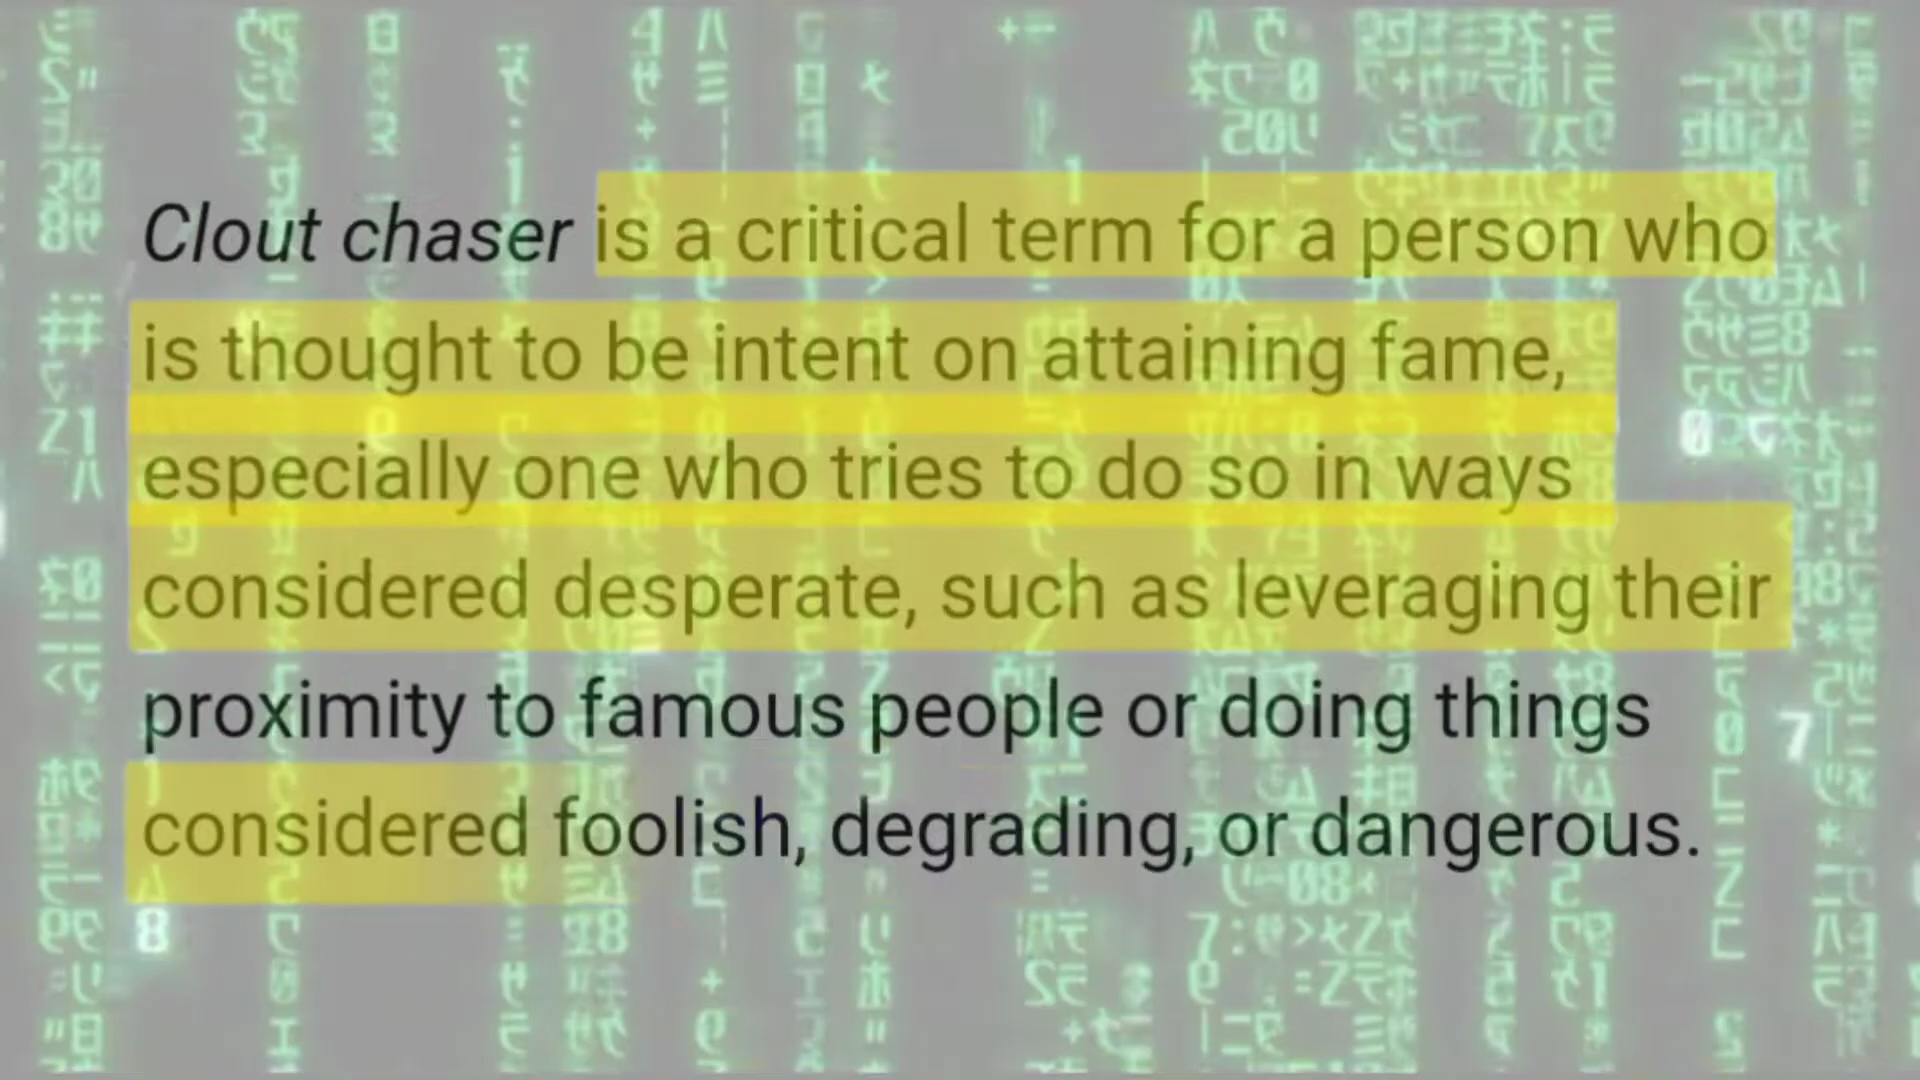 Clout chaser is a critical term for a person who
is thought to be intent on attaining fame,
especially one who tries to do so in ways
considered desperate, such as leveraging their
proximity to famous people or doing things
considered foolish, degrading, or dangerous.